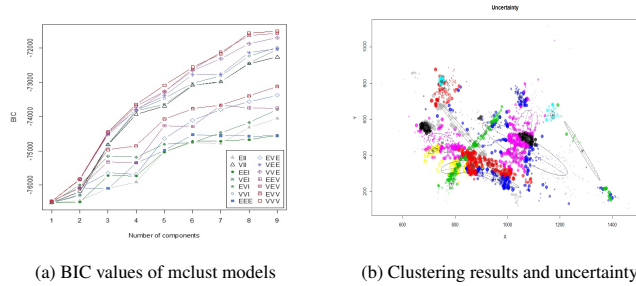 Uncertainty
BIC
-72000
-73000
-74000
-75000
-76000
EII
VII
EEI
VEI
EVI
VVI
EEE
EVE
VEE
VVE
EEV
VEV
EVV
VVV
1 2 3 4 5 6 7 8 9
Number of components
Y
1000
800
600
400
200
600 800 1000 1200 1400
X
(a) BIC values of mclust models
(b) Clustering results and uncertainty